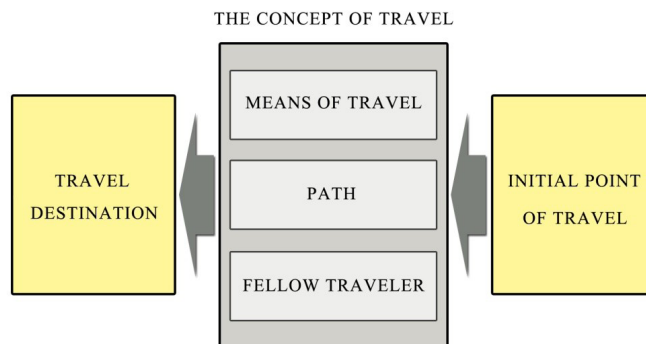 THE CONCEPT OF TRAVEL
MEANS OF TRAVEL
TRAVEL
DESTINATION
PATH
INITIAL POINT
OF TRAVEL
FELLOW TRAVELER